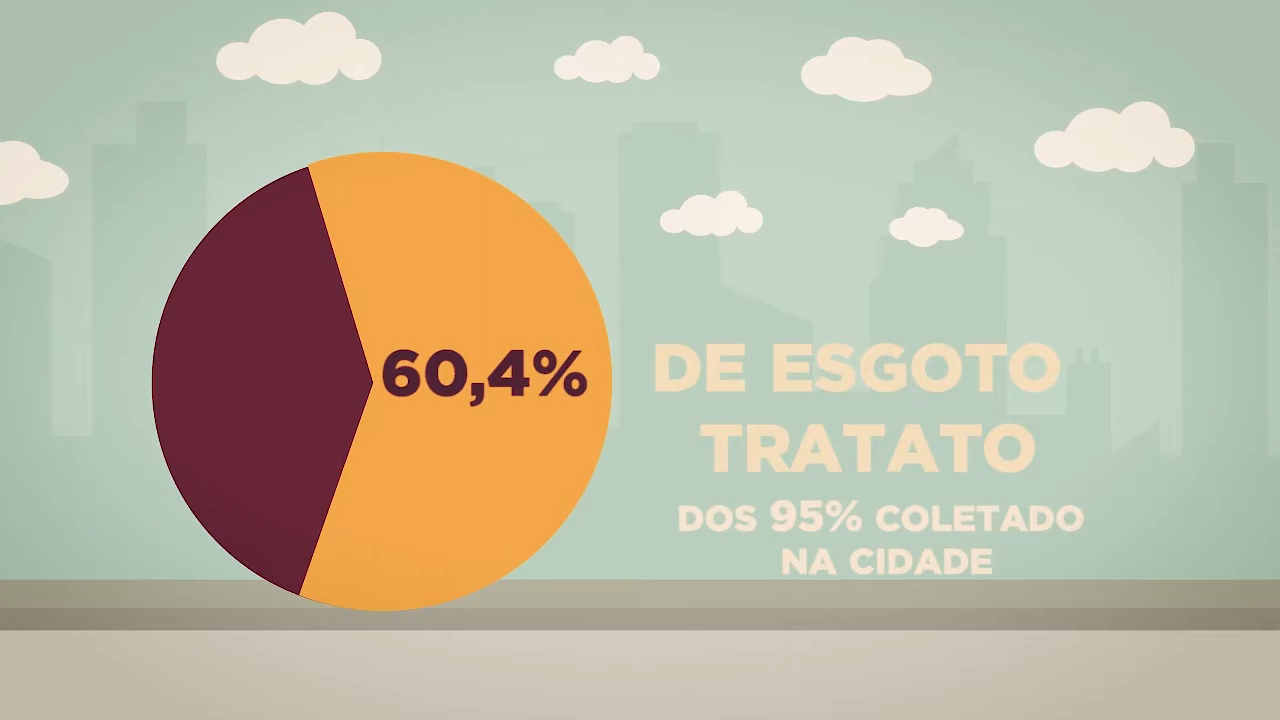 60,4%
DE ESGOTO
TRATATO
DOS 95% COLETADO
NA CIDADE